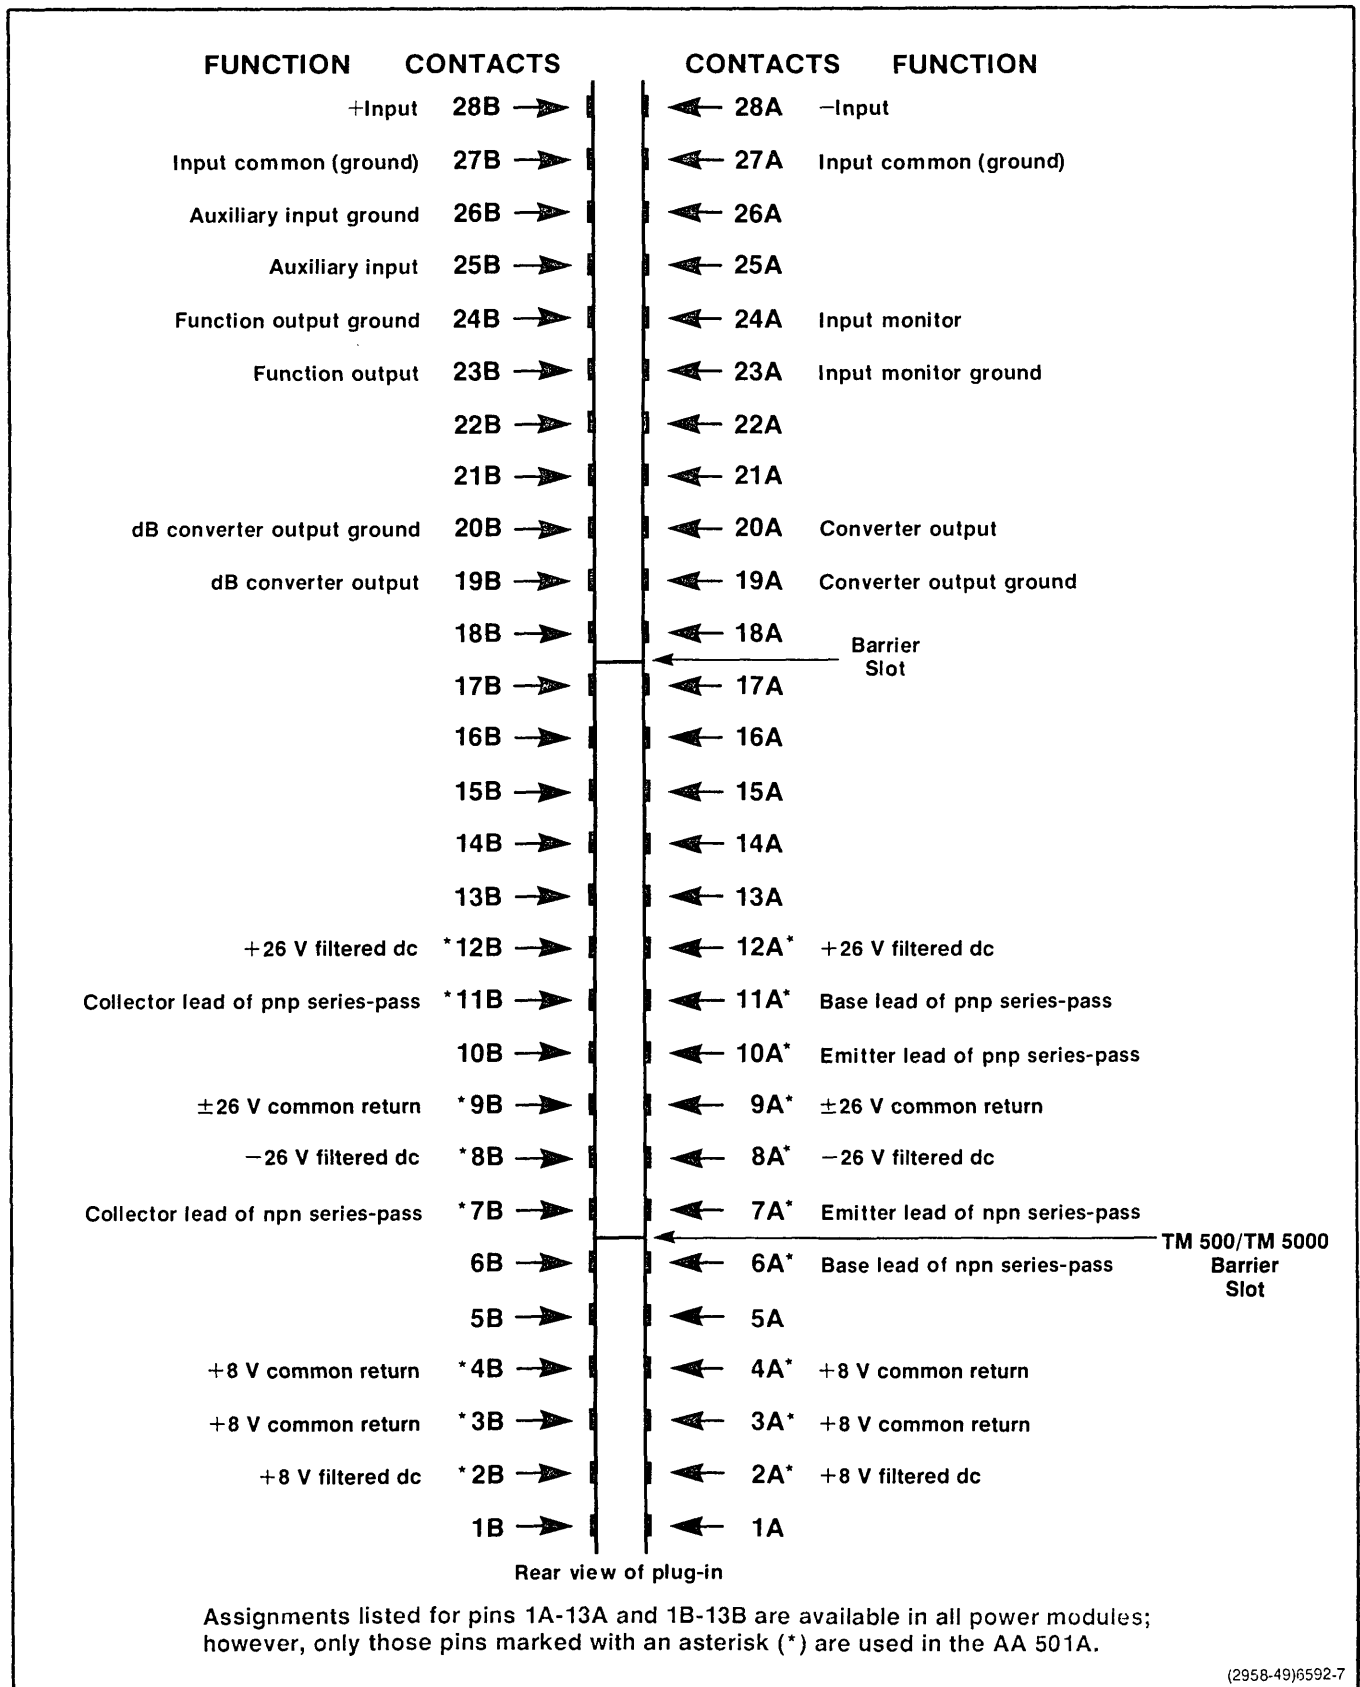 FUNCTION CONTACTS CONTACTS FUNCTION
+Input 28B 28A −Input
Input common (ground) 27B 27A Input common (ground)
Auxiliary input ground 26B 26A
Auxiliary input 25B 25A
Function output ground 24B 24A Input monitor
Function output 23B 23A Input monitor ground
22B 22A
21B 21A
dB converter output ground 20B 20A Converter output
dB converter output 19B 19A Converter output ground
18B 18A
Barrier
Slot
17B 17A
16B 16A
15B 15A
14B 14A
13B 13A
+26 V filtered dc *12B 12A* +26 V filtered dc
Collector lead of pnp series-pass *11B 11A* Base lead of pnp series-pass
10B 10A* Emitter lead of pnp series-pass
±26 V common return *9B 9A* ±26 V common return
−26 V filtered dc *8B 8A* −26 V filtered dc
Collector lead of npn series-pass *7B 7A* Emitter lead of npn series-pass
TM 500/TM 5000
Barrier
Slot
6B 6A* Base lead of npn series-pass
5B 5A
+8 V common return *4B 4A* +8 V common return
+8 V common return *3B 3A* +8 V common return
+8 V filtered dc *2B 2A* +8 V filtered dc
1B 1A
Rear view of plug-in
Assignments listed for pins 1A-13A and 1B-13B are available in all power modules;
however, only those pins marked with an asterisk (*) are used in the AA 501A.
(2958-49)6592-7